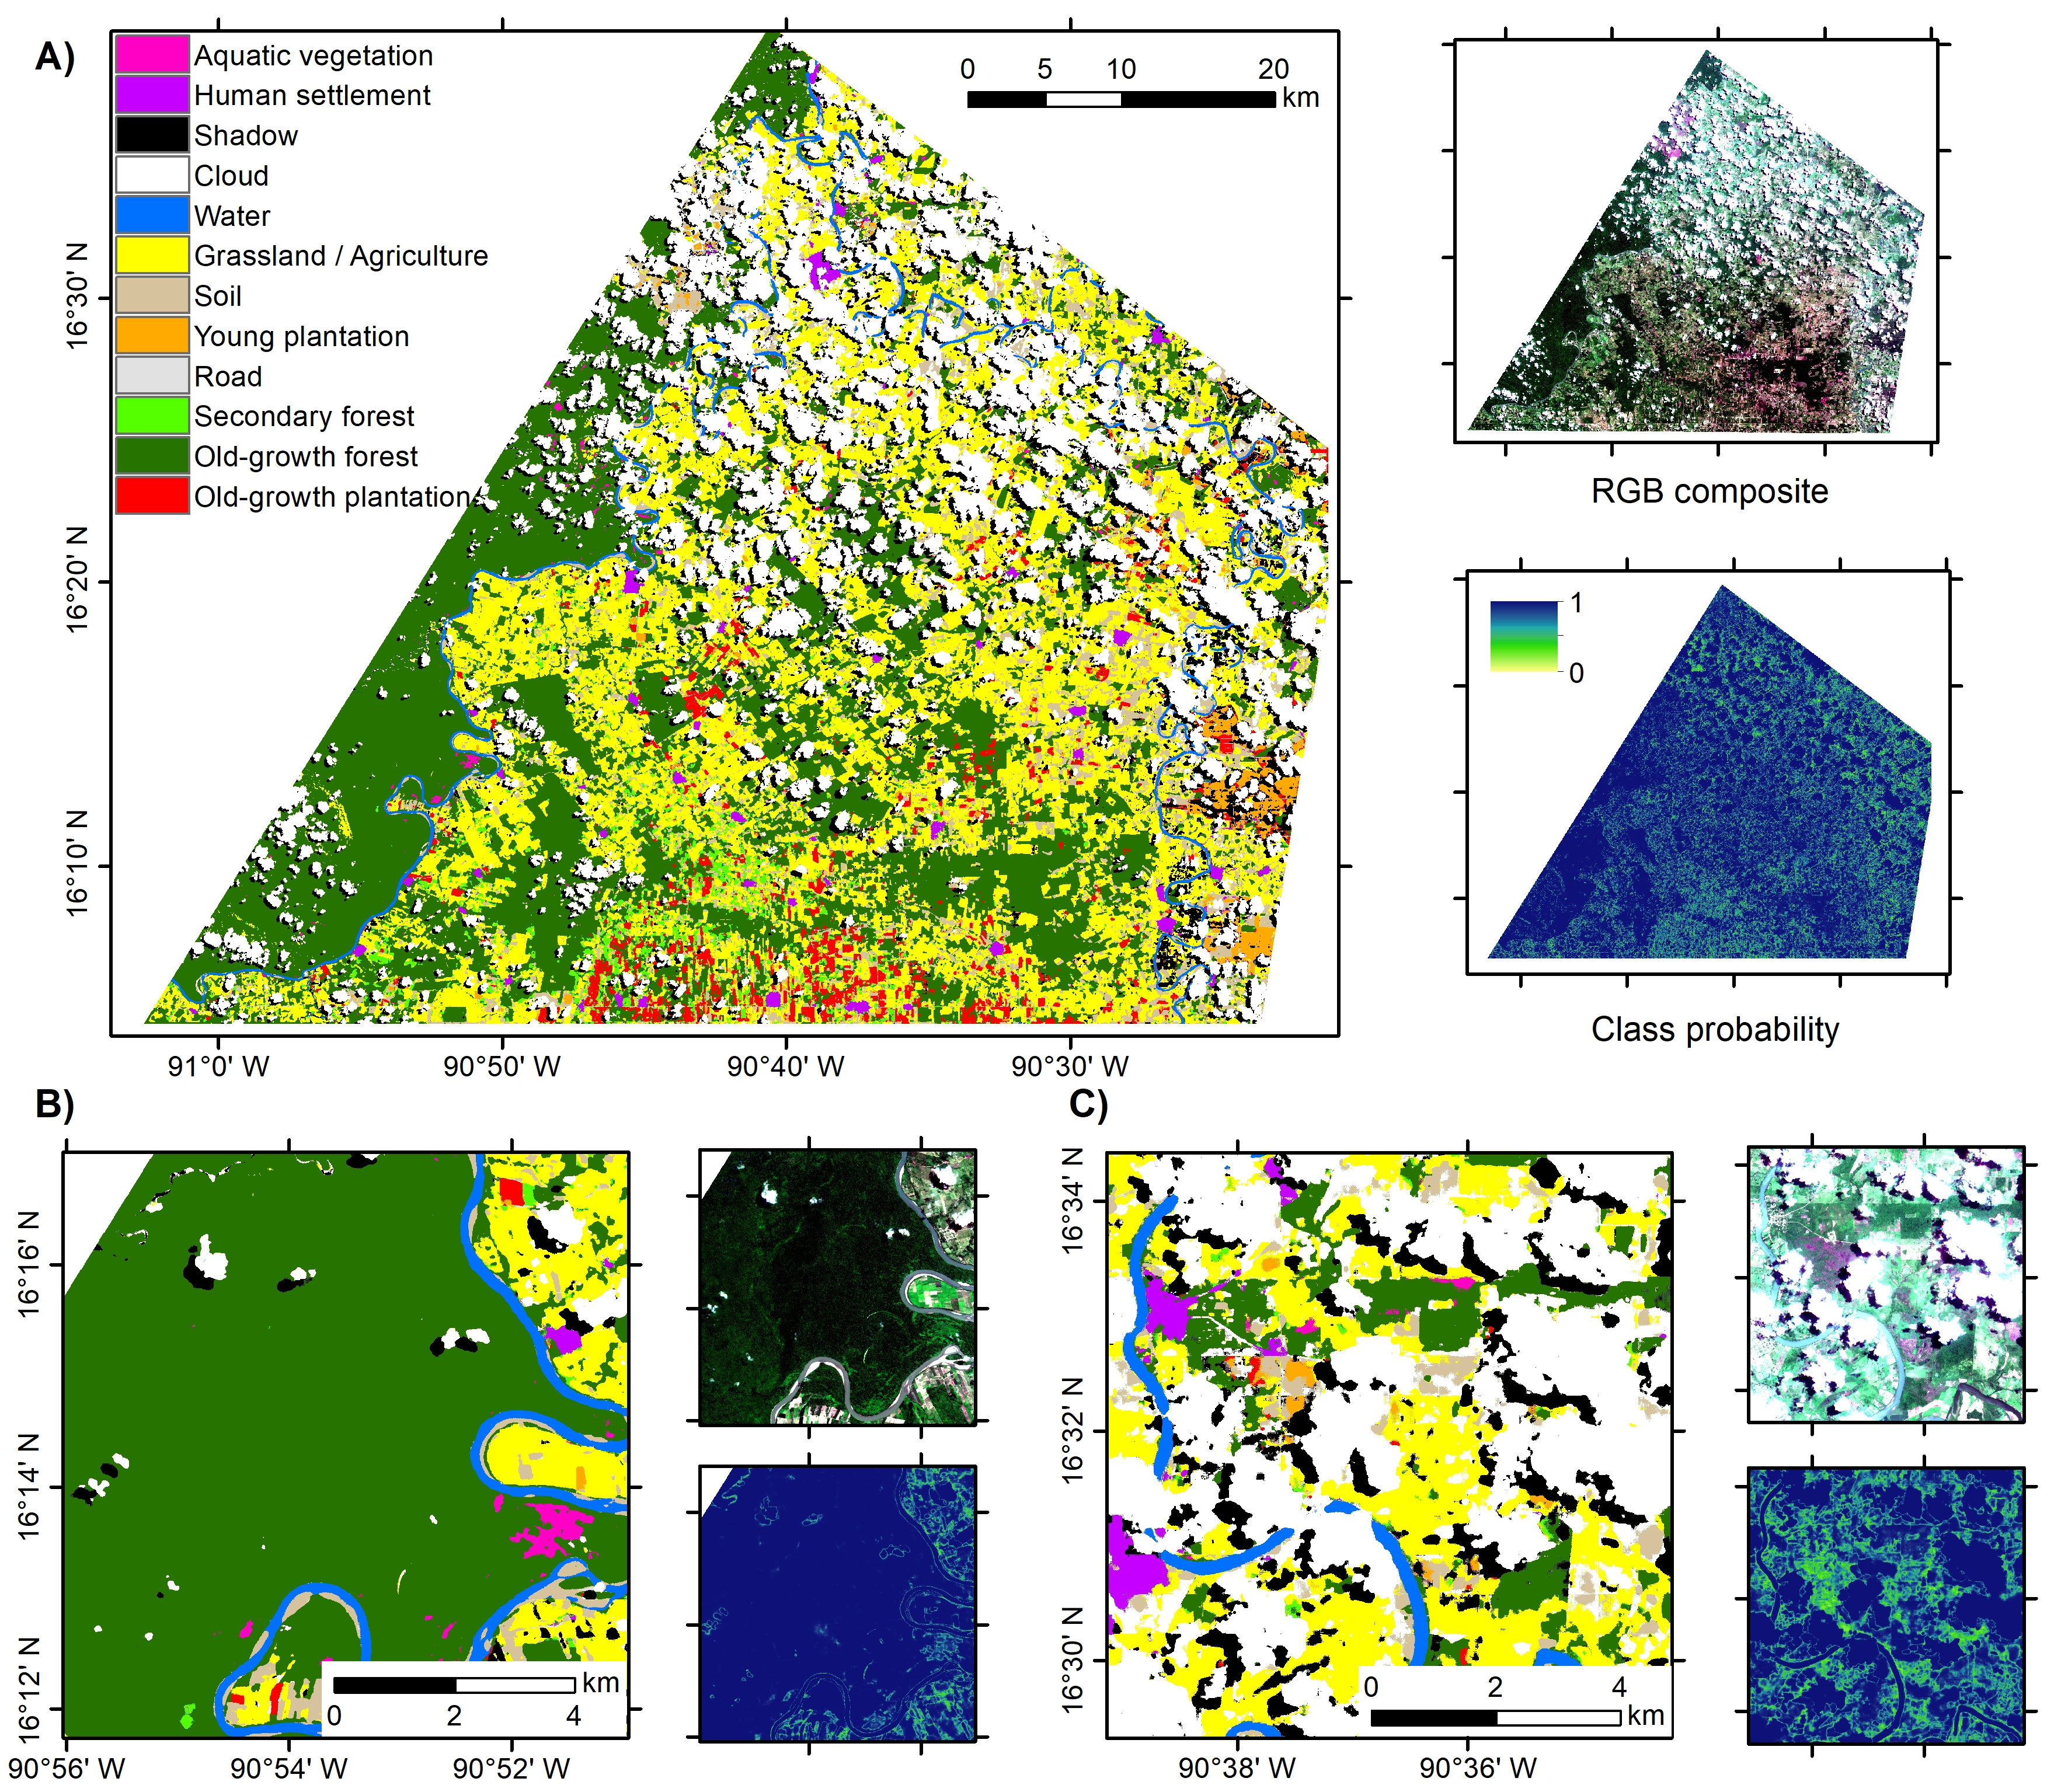 A)
Aquatic vegetation
Human settlement
Shadow
Cloud
Water
Grassland / Agriculture
Soil
Young plantation
Road
Secondary forest
Old-growth forest
Old-growth plantation
0 5 10 20
km
16°30' N
16°20' N
16°10' N
91°0' W 90°50' W 90°40' W 90°30' W
RGB composite
1
0
Class probability
B)
16°16' N
16°14' N
16°12' N
km
0 2 4
90°56' W 90°54' W 90°52' W
C)
16°34' N
16°32' N
16°30' N
0 2 4
km
90°38' W 90°36' W